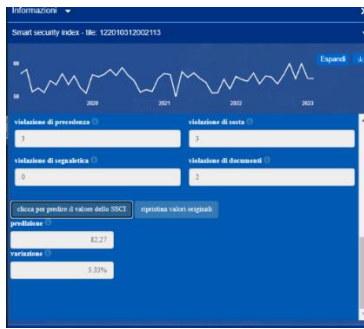 Informazioni
Smart security index - tile: 122010312002113
Espandi
60
50
2020 2021 2022 2023
violazione di precedenza
violazione di sosta
3
3
violazione di segnaletica
violazione di documenti
0
2
clicca per predire il valore dello SSCI
ripristina valori originali
predizione
82.27
variazione
5.33%